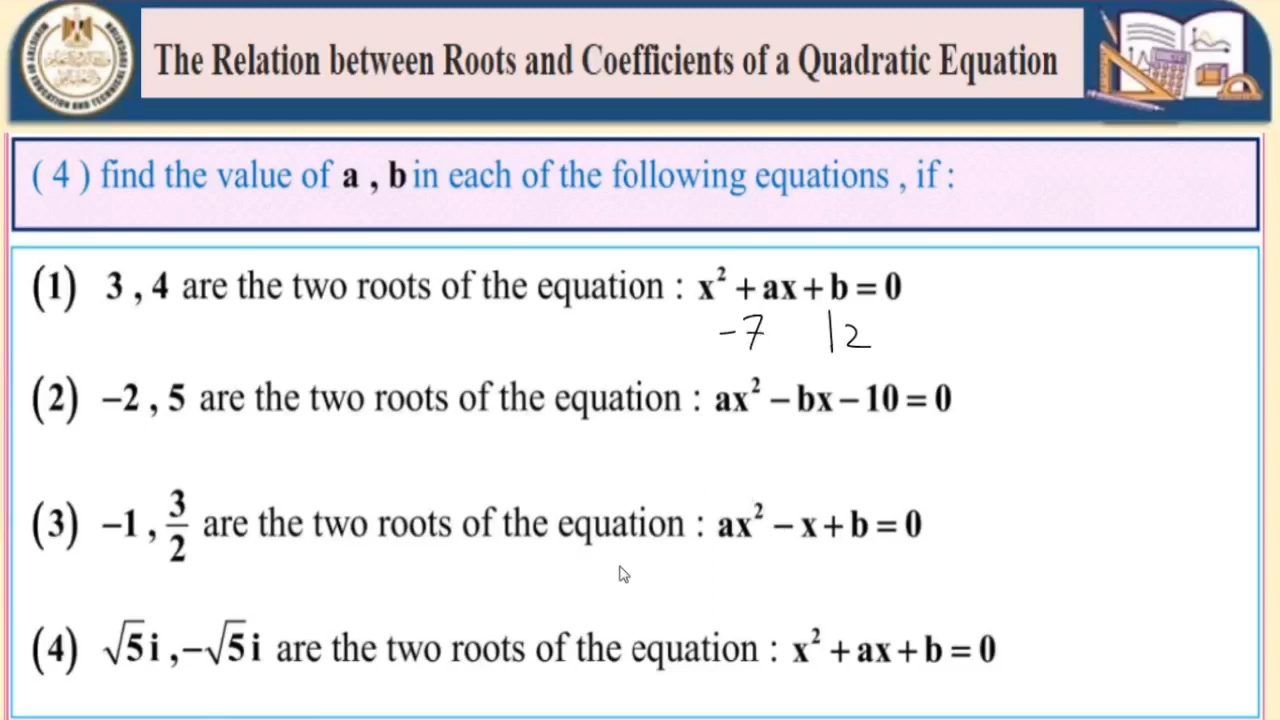 The Relation between Roots and Coefficients of a Quadratic Equation
( 4 ) find the value of a , b in each of the following equations , if :
(1) 3 , 4 are the two roots of the equation : x² + ax + b = 0
-7 12
(2) –2 , 5 are the two roots of the equation : ax² – bx – 10 = 0
(3) –1 , 3/2 are the two roots of the equation : ax² – x + b = 0
(4) √5 i , –√5 i are the two roots of the equation : x² + ax + b = 0